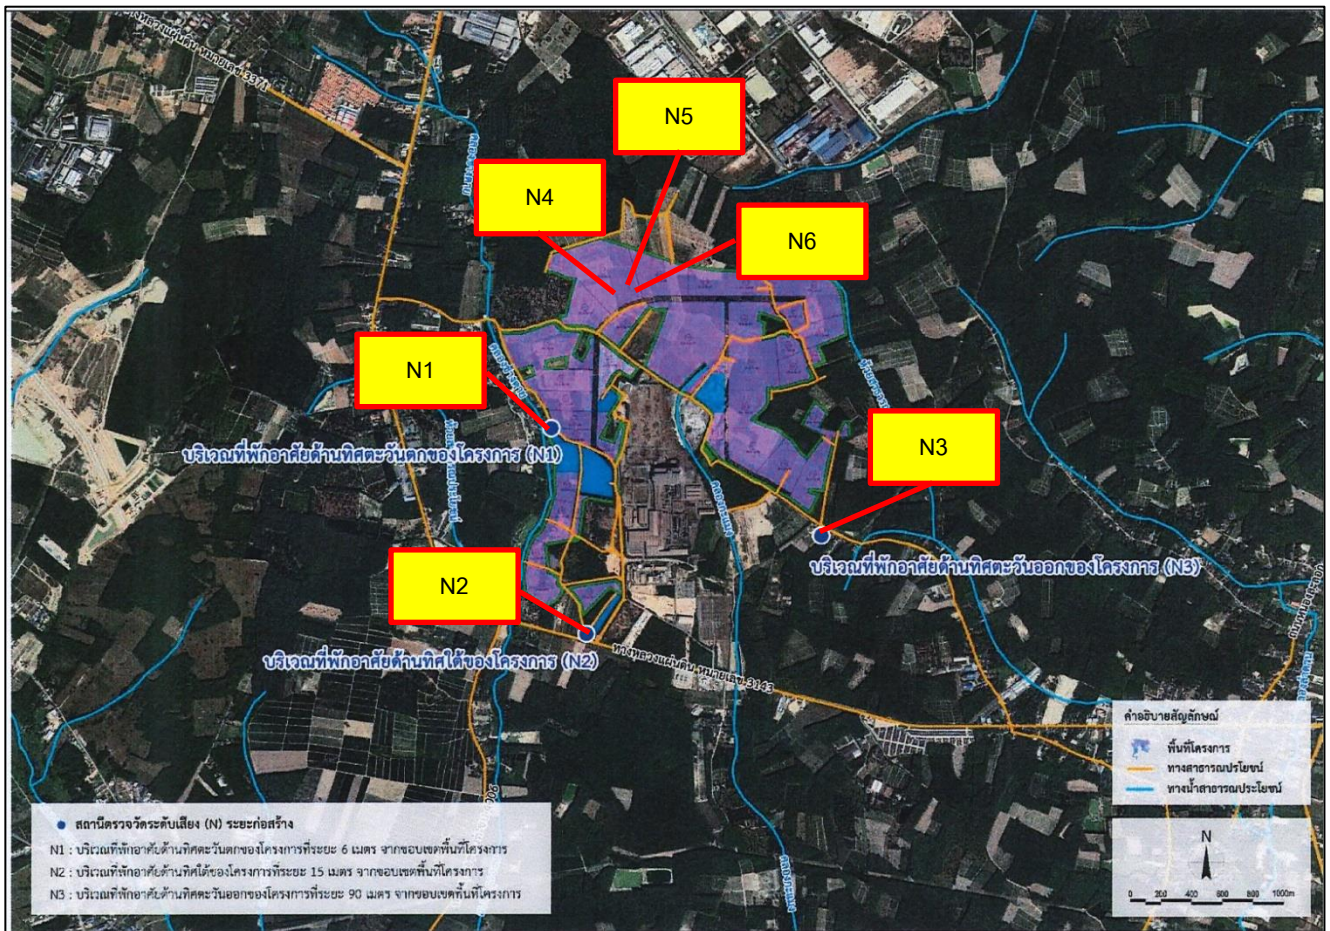 ทางหลวงแผ่นดิน หมายเลข 3371
N5
N4
N6
N1
บริเวณที่พักอาศัยด้านทิศตะวันตกของโครงการ (N1)
N3
บริเวณที่พักอาศัยด้านทิศตะวันออกของโครงการ (N3)
N2
บริเวณที่พักอาศัยด้านทิศใต้ของโครงการ (N2)
ทางหลวงแผ่นดิน หมายเลข 3143
คำอธิบายสัญลักษณ์
พื้นที่โครงการ
ทางสาธารณประโยชน์
ทางน้ำสาธารณประโยชน์
สถานีตรวจวัดระดับเสียง (N) ระยะก่อสร้าง
N1 : บริเวณที่พักอาศัยด้านทิศตะวันตกของโครงการที่ระยะ 6 เมตร จากขอบเขตพื้นที่โครงการ
N2 : บริเวณที่พักอาศัยด้านทิศใต้ของโครงการที่ระยะ 15 เมตร จากขอบเขตพื้นที่โครงการ
N3 : บริเวณที่พักอาศัยด้านทิศตะวันออกของโครงการที่ระยะ 90 เมตร จากขอบเขตพื้นที่โครงการ
N
0 200 400 600 800 1000m